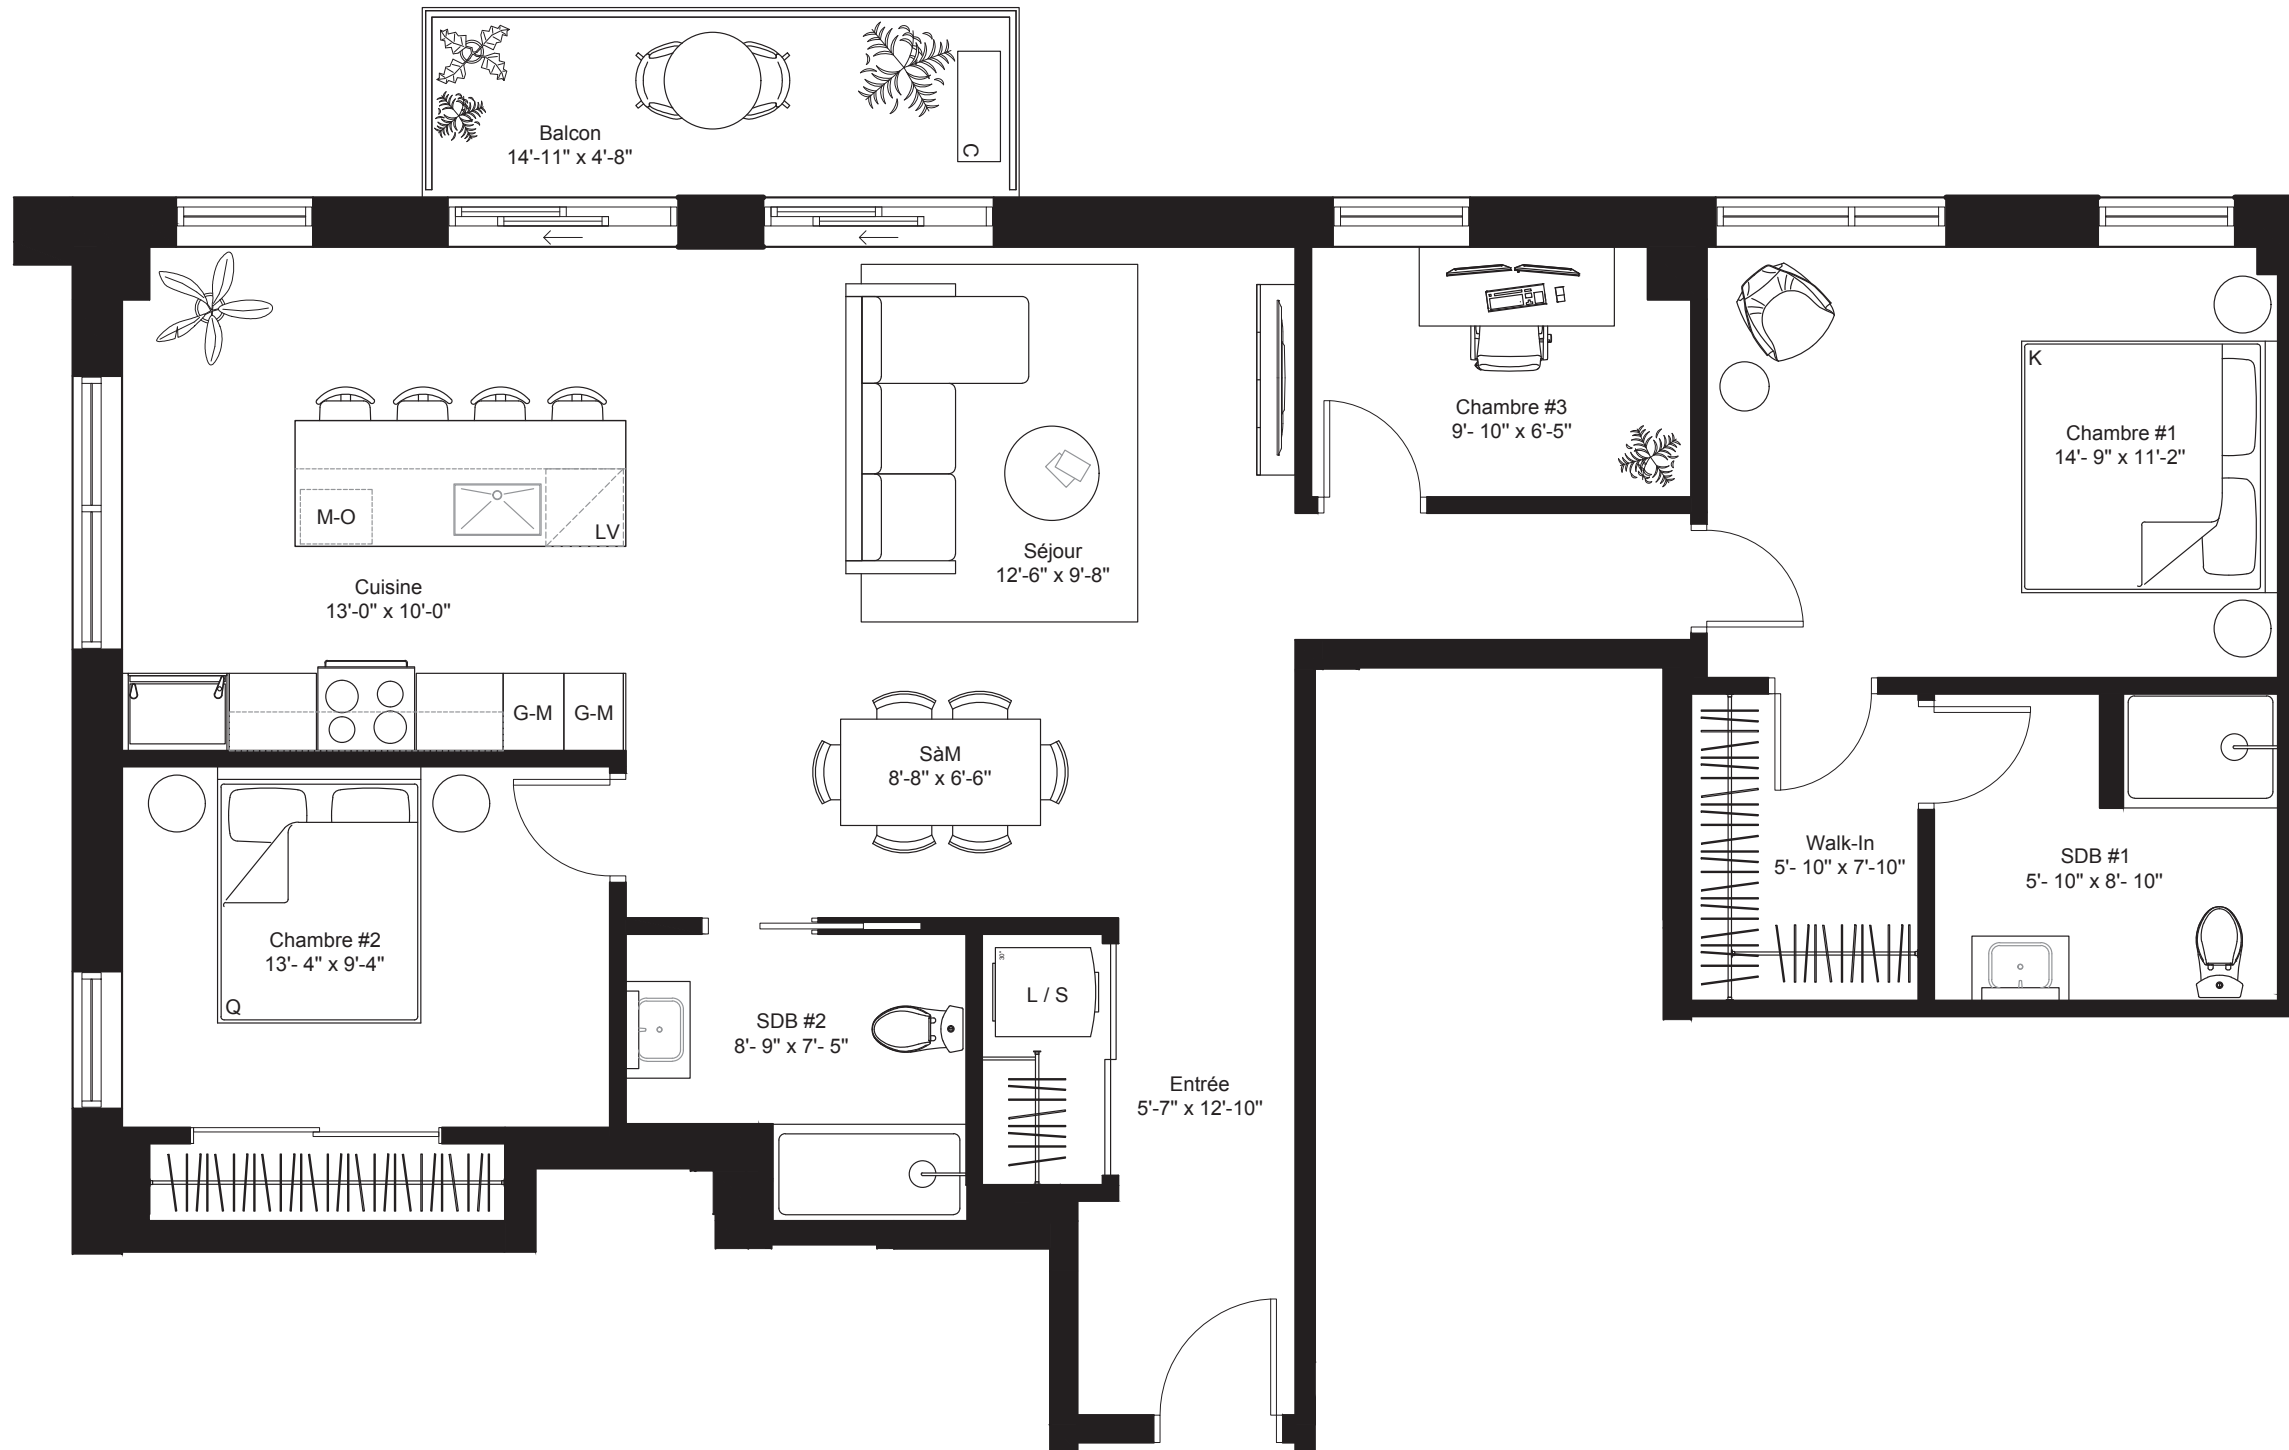 Balcon
14'-11" x 4'-8"
C
K
Chambre #3
9'- 10" x 6'-5"
Chambre #1
14'- 9" x 11'-2"
M-O
LV
Séjour
12'-6" x 9'-8"
Cuisine
13'-0" x 10'-0"
G-M
G-M
SàM
8'-8" x 6'-6"
Walk-In
5'- 10" x 7'-10"
SDB #1
5'- 10" x 8'- 10"
Chambre #2
13'- 4" x 9'-4"
Q
30"
L / S
SDB #2
8'- 9" x 7'- 5"
Entrée
5'-7" x 12'-10"